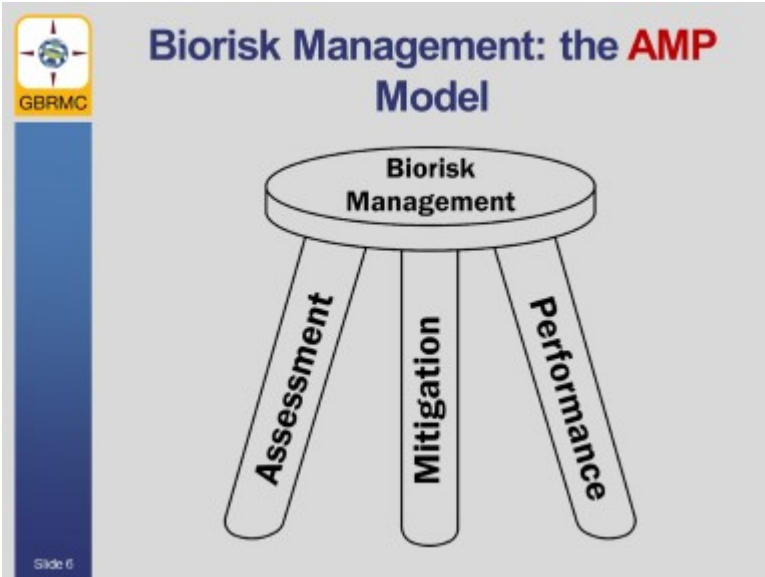 GBRMC
Biorisk Management: the AMP
Model
Biorisk
Management
Assessment
Mitigation
Performance
Slide 6